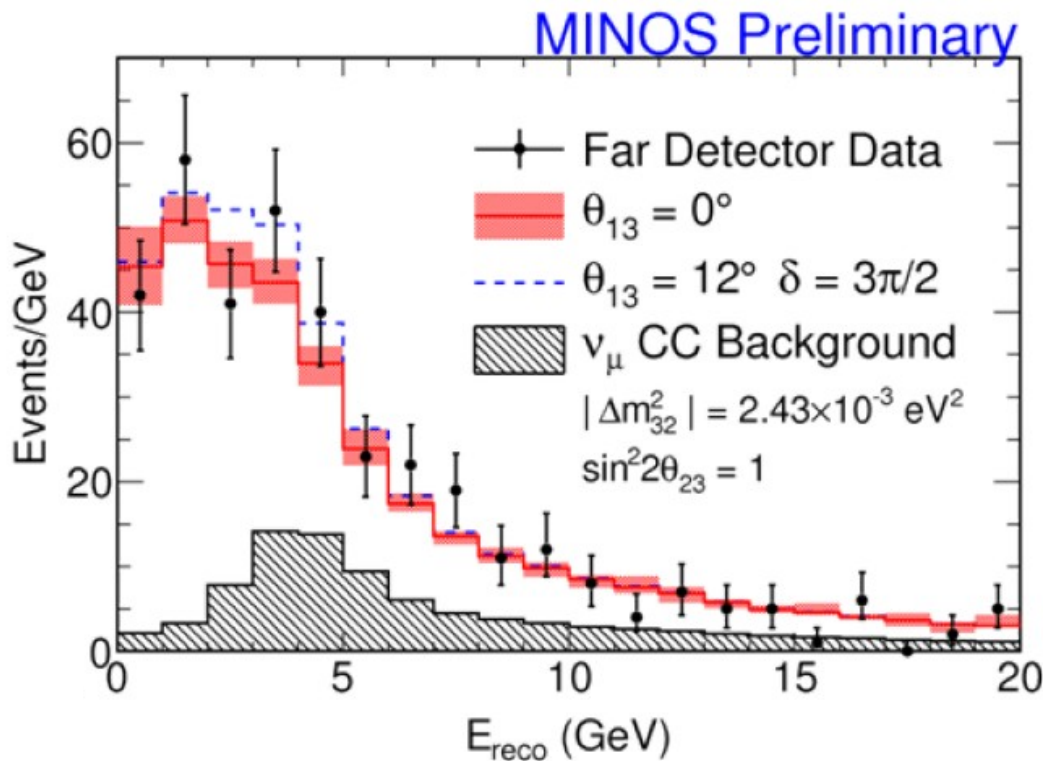 MINOS Preliminary
60
40
20
0
Events/GeV
Far Detector Data
θ₁₃ = 0°
θ₁₃ = 12° δ = 3π/2
νμ CC Background
|Δm²₃₂| = 2.43×10⁻³ eV²
sin²2θ₂₃ = 1
0 5 10 15 20
E_reco (GeV)